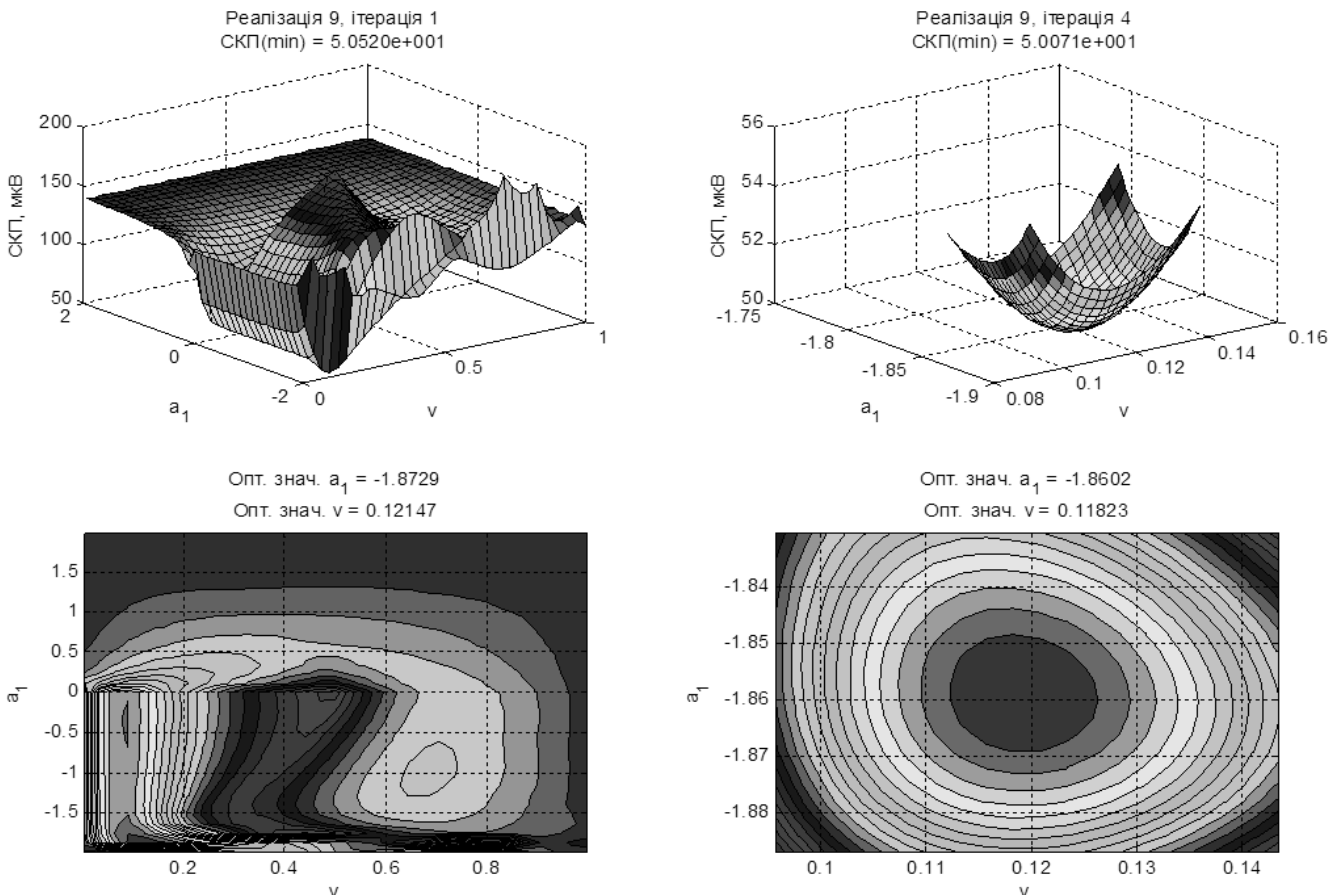 Реалізація 9, ітерація 1
СКП(min) = 5.0520e+001
200
150
100
50
СКП, мкВ
2
0
-2
a1
0
0.5
1
v
Реалізація 9, ітерація 4
СКП(min) = 5.0071e+001
56
54
52
50
СКП, мкВ
-1.75
-1.8
-1.85
-1.9
a1
0.08
0.1
0.12
0.14
0.16
v
Опт. знач. a1 = -1.8729
Опт. знач. v = 0.12147
1.5
1
0.5
0
-0.5
-1
-1.5
a1
0.2
0.4
0.6
0.8
v
Опт. знач. a1 = -1.8602
Опт. знач. v = 0.11823
-1.84
-1.85
-1.86
-1.87
-1.88
a1
0.1
0.11
0.12
0.13
0.14
v